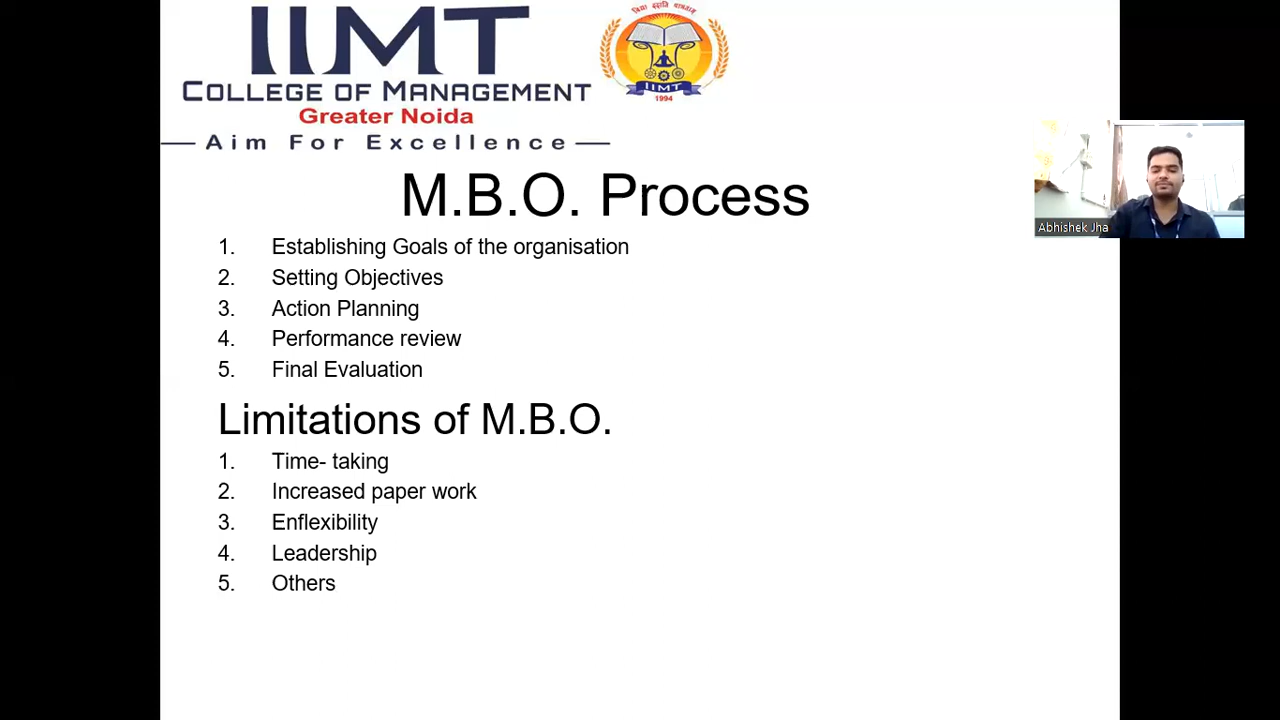 IIMT
COLLEGE OF MANAGEMENT
Greater Noida
Aim For Excellence
IIMT
1994
M.B.O. Process
1. Establishing Goals of the organisation
2. Setting Objectives
3. Action Planning
4. Performance review
5. Final Evaluation
Limitations of M.B.O.
1. Time- taking
2. Increased paper work
3. Enflexibility
4. Leadership
5. Others
Abhishek Jha